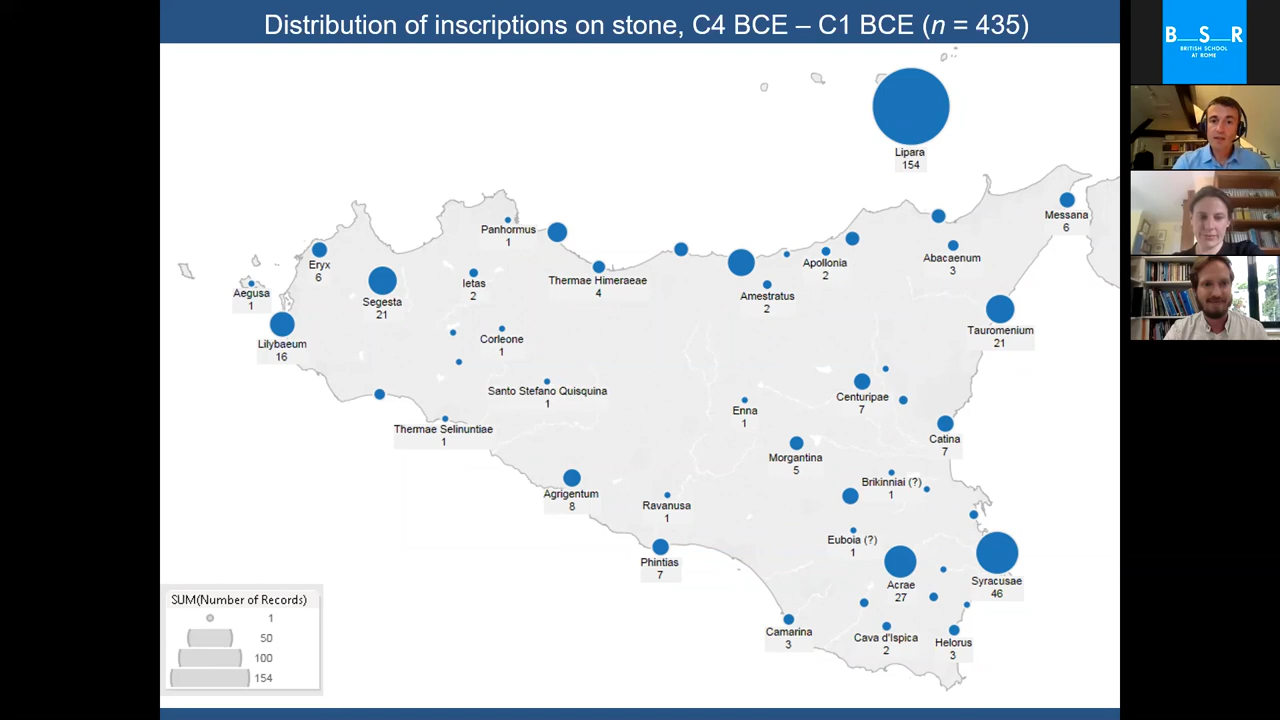 Distribution of inscriptions on stone, C4 BCE – C1 BCE (n = 435)
B__S__R
BRITISH SCHOOL
AT ROME
Lipara
154
Panhormus
1
Messana
6
Eryx
6
Aegusa
1
Segesta
21
Ietas
2
Thermae Himeraeae
4
Apollonia
2
Abacaenum
3
Amestratus
2
Lilybaeum
16
Corleone
1
Tauromenium
21
Santo Stefano Quisquina
1
Enna
1
Centuripae
7
Thermae Selinuntiae
1
Catina
7
Morgantina
5
Agrigentum
8
Ravanusa
1
Brikinniai (?)
1
Euboia (?)
1
Phintias
7
Acrae
27
Syracusae
46
Camarina
3
Cava d'Ispica
2
Helorus
3
SUM(Number of Records)
1
50
100
154